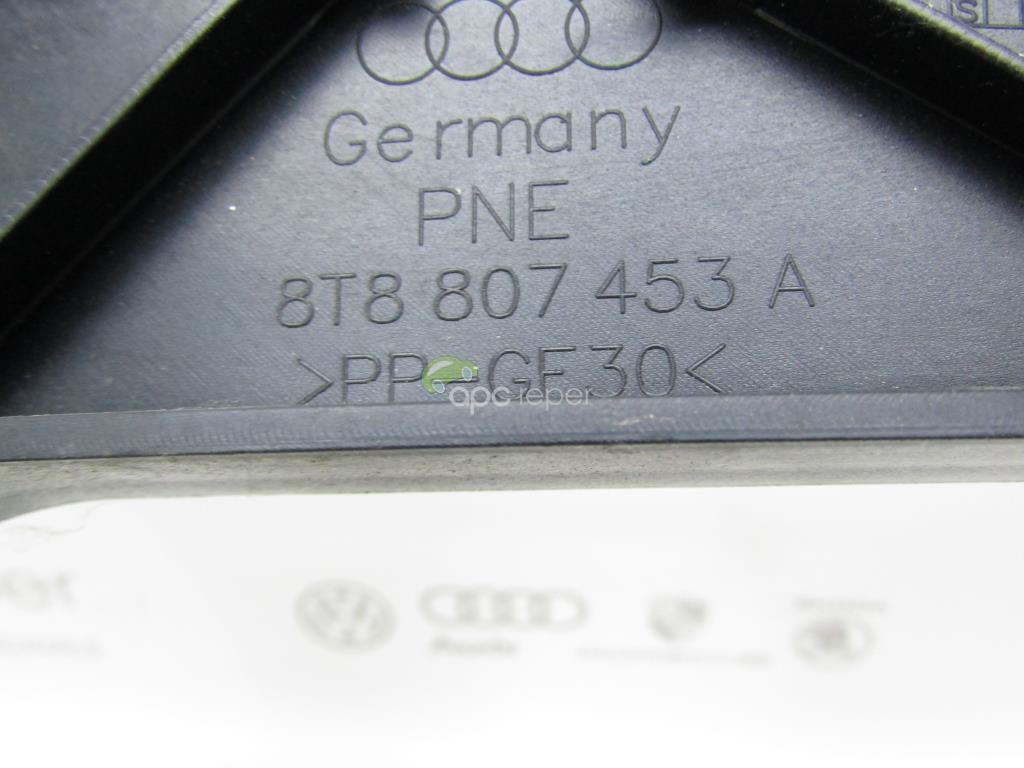 Germany
PNE
8T8 807 453 A
>PP-GF30<
apc reper